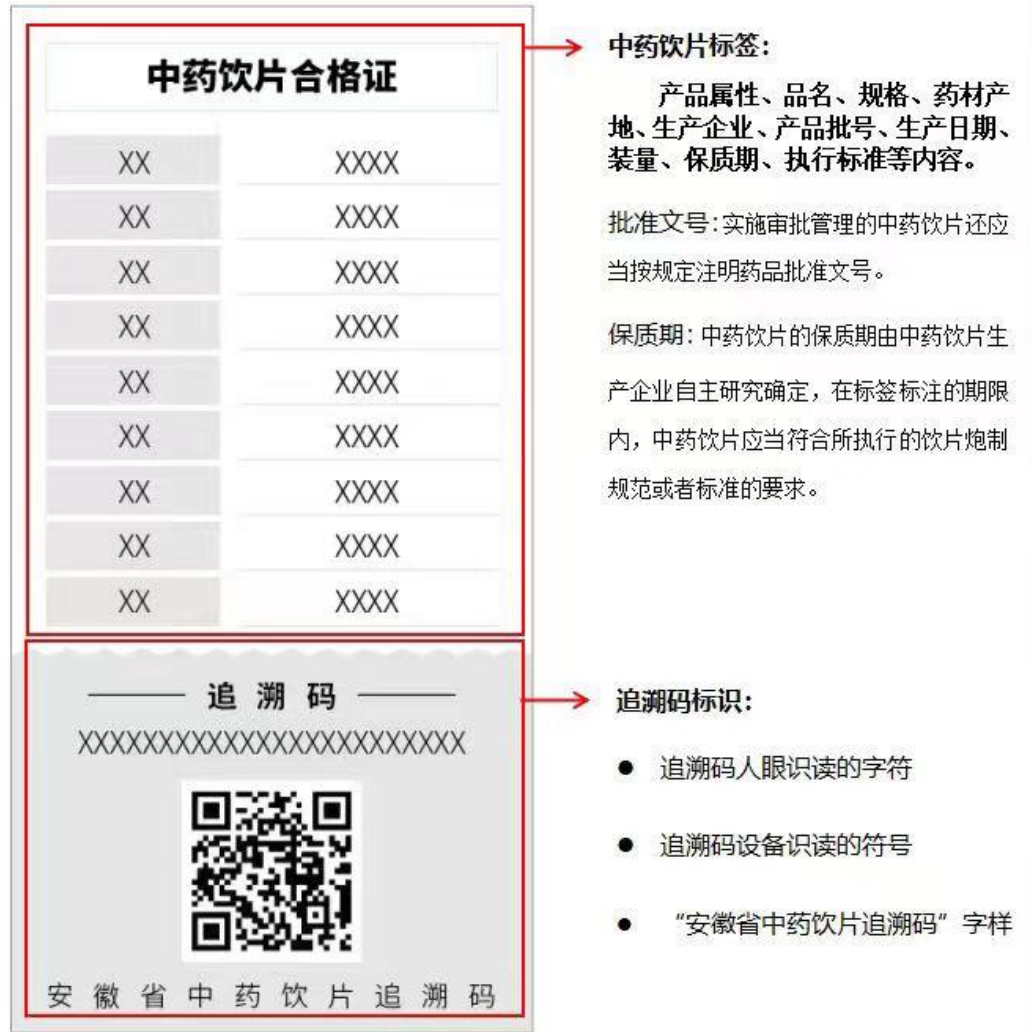 中药饮片合格证
XX XXXX
XX XXXX
XX XXXX
XX XXXX
XX XXXX
XX XXXX
XX XXXX
XX XXXX
XX XXXX
追溯码
XXXXXXXXXXXXXXXXXXXXXXXX
安徽省中药饮片追溯码
中药饮片标签：
产品属性、品名、规格、药材产
地、生产企业、产品批号、生产日期、
装量、保质期、执行标准等内容。
批准文号：实施审批管理的中药饮片还应
当按规定注明药品批准文号。
保质期：中药饮片的保质期由中药饮片生
产企业自主研究确定，在标签标注的期限
内，中药饮片应当符合所执行的饮片炮制
规范或者标准的要求。
追溯码标识：
● 追溯码人眼识读的字符
● 追溯码设备识读的符号
● “安徽省中药饮片追溯码”字样